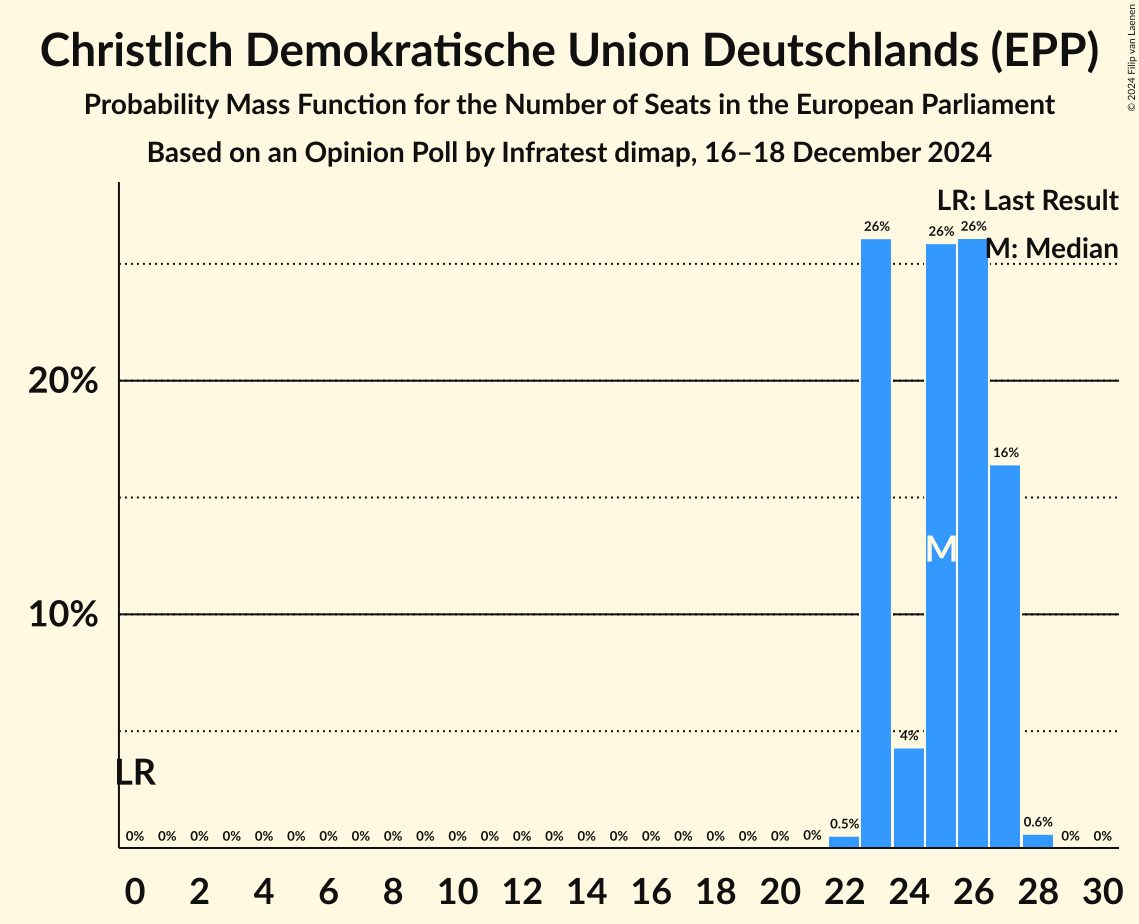 Christlich Demokratische Union Deutschlands (EPP)
Probability Mass Function for the Number of Seats in the European Parliament
Based on an Opinion Poll by Infratest dimap, 16–18 December 2024
© 2024 Filip van Laenen
LR: Last Result
M: Median
26% 26% 26%
20%
16%
M
10%
4%
LR
0% 0% 0% 0% 0% 0% 0% 0% 0% 0% 0% 0% 0% 0% 0% 0% 0% 0% 0% 0% 0% 0% 0.5% 0.6% 0% 0%
0 2 4 6 8 10 12 14 16 18 20 22 24 26 28 30